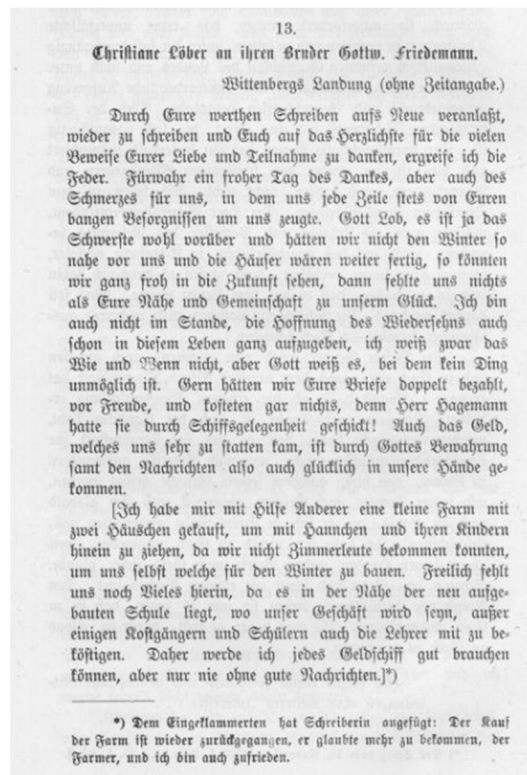 13.
Christiane Löber an ihren Bruder Gottw. Friedemann.
Wittenbergs Landung (ohne Zeitangabe.)
Durch Eure werthen Schreiben aufs Neue veranlaßt,
wieder zu schreiben und Euch auf das Herzlichste für die vielen
Beweise Eurer Liebe und Teilnahme zu danken, ergreife ich die
Feder. Fürwahr ein froher Tag des Dankes, aber auch des
Schmerzes für uns, in dem uns jede Zeile stets von Euren
bangen Besorgnissen um uns zeugte. Gott Lob, es ist ja das
Schwerste wohl vorüber und hätten wir nicht den Winter so
nahe vor uns und die Häuser wären weiter fertig, so könnten
wir ganz froh in die Zukunft sehen, dann fehlte uns nichts
als Eure Nähe und Gemeinschaft zu unserm Glück. Ich bin
auch nicht im Stande, die Hoffnung des Wiedersehns auch
schon in diesem Leben ganz aufzugeben, ich weiß zwar das
Wie und Wenn nicht, aber Gott weiß es, bei dem kein Ding
unmöglich ist. Gern hätten wir Eure Briefe doppelt bezahlt,
vor Freude, und kosteten gar nichts, denn Herr Hagemann
hatte sie durch Schiffsgelegenheit geschickt! Auch das Geld,
welches uns sehr zu statten kam, ist durch Gottes Bewahrung
samt den Nachrichten also auch glücklich in unsere Hände ge-
kommen.
[Ich habe mir mit Hilfe Anderer eine kleine Farm mit
zwei Häuschen gekauft, um mit Hannchen und ihren Kindern
hinein zu ziehen, da wir nicht Zimmerleute bekommen konnten,
um uns selbst welche für den Winter zu bauen. Freilich fehlt
uns noch Vieles hierin, da es in der Nähe der neu aufge-
bauten Schule liegt, wo unser Geschäft wird seyn, außer
einigen Kostgängern und Schülern auch die Lehrer mit zu be-
köstigen. Daher werde ich jedes Geldschiff gut brauchen
können, aber nur nie ohne gute Nachrichten.]*)
*) Dem Eingeklammerten hat Schreiberin angefügt: Der Kauf
der Farm ist wieder zurückgegangen, er glaubte mehr zu bekommen, der
Farmer, und ich bin auch zufrieden.